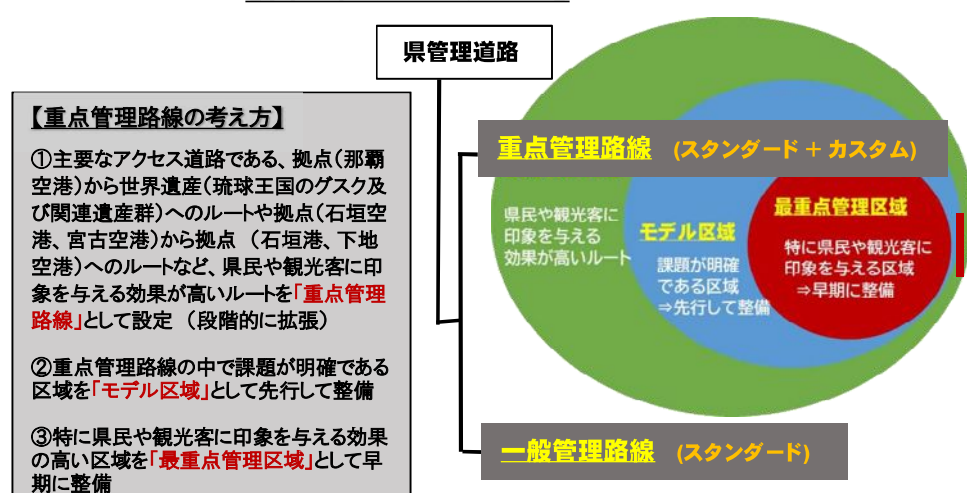 県管理道路
【重点管理路線の考え方】
①主要なアクセス道路である、拠点(那覇
空港)から世界遺産(琉球王国のグスク及
び関連遺産群)へのルートや拠点(石垣空
港、宮古空港)から拠点 (石垣港、下地
空港)へのルートなど、県民や観光客に印
象を与える効果が高いルートを「重点管理
路線」として設定 (段階的に拡張)
②重点管理路線の中で課題が明確である
区域を「モデル区域」として先行して整備
③特に県民や観光客に印象を与える効果
の高い区域を「最重点管理区域」として早
期に整備
重点管理路線 (スタンダード + カスタム)
県民や観光客に
印象を与える
効果が高いルート
モデル区域
課題が明確
である区域
⇒先行して整備
最重点管理区域
特に県民や観光客に
印象を与える区域
⇒早期に整備
一般管理路線 (スタンダード)